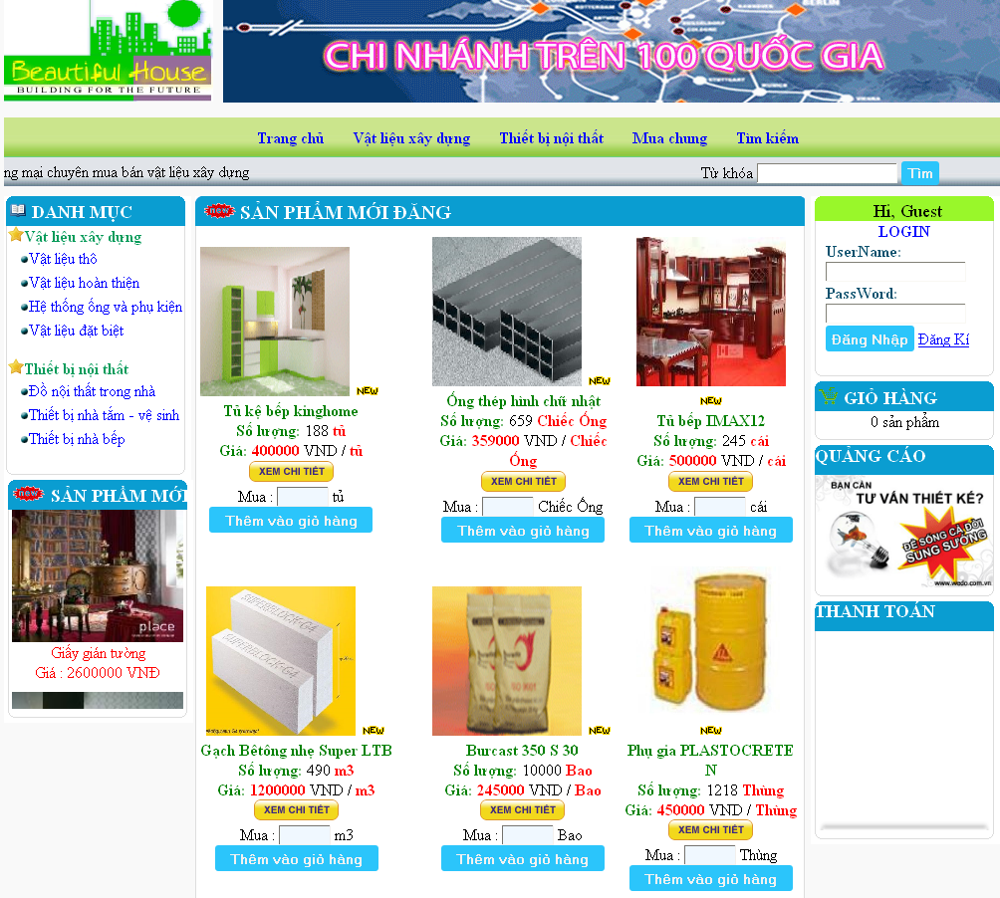 Beautiful House
BUILDING FOR THE FUTURE
CHI NHÁNH TRÊN 100 QUỐC GIA
Trang chủ Vật liệu xây dựng Thiết bị nội thất Mua chung Tìm kiếm
ng mại chuyên mua bán vật liệu xây dựng
Từ khóa Tìm
DANH MỤC
Vật liệu xây dựng
Vật liệu thô
Vật liệu hoàn thiện
Hệ thống ống và phụ kiện
Vật liệu đặt biệt
Thiết bị nội thất
Đồ nội thất trong nhà
Thiết bị nhà tắm - vệ sinh
Thiết bị nhà bếp
new SẢN PHẨM MỚI
place
Giấy gián tường
Giá : 2600000 VNĐ
new SẢN PHẨM MỚI ĐĂNG
NEW
Tủ kệ bếp kinghome
Số lượng: 188 tủ
Giá: 400000 VND / tủ
XEM CHI TIẾT
Mua : tủ
Thêm vào giỏ hàng
NEW
Ống thép hình chữ nhật
Số lượng: 659 Chiếc Ống
Giá: 359000 VND / Chiếc
Ống
XEM CHI TIẾT
Mua : Chiếc Ống
Thêm vào giỏ hàng
NEW
Tủ bếp IMAX12
Số lượng: 245 cái
Giá: 500000 VND / cái
XEM CHI TIẾT
Mua : cái
Thêm vào giỏ hàng
SUPERBLOCK-G4
SUPERBLOCK-G4
NEW
Gạch Bêtông nhẹ Super LTB
Số lượng: 490 m3
Giá: 1200000 VND / m3
XEM CHI TIẾT
Mua : m3
Thêm vào giỏ hàng
NEW
Burcast 350 S 30
Số lượng: 10000 Bao
Giá: 245000 VND / Bao
XEM CHI TIẾT
Mua : Bao
Thêm vào giỏ hàng
NEW
Phụ gia PLASTOCRETE
N
Số lượng: 1218 Thùng
Giá: 450000 VND / Thùng
XEM CHI TIẾT
Mua : Thùng
Thêm vào giỏ hàng
Hi, Guest
LOGIN
UserName:
PassWord:
Đăng Nhập Đăng Kí
GIỎ HÀNG
0 sản phẩm
QUẢNG CÁO
BẠN CẦN
TƯ VẤN THIẾT KẾ?
ĐỂ SỐNG CẢ ĐỜI
SUNG SƯỚNG
www.wedo.com.vn
THANH TOÁN